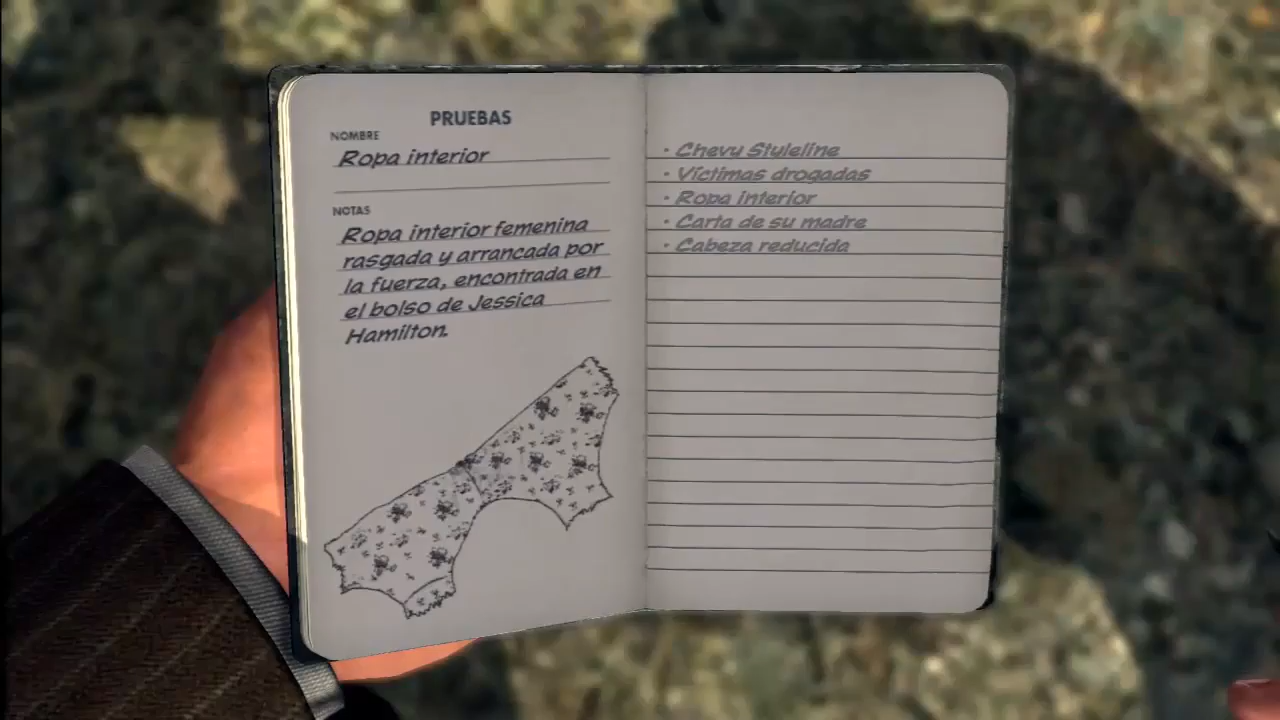 PRUEBAS
NOMBRE
Ropa interior
NOTAS
Ropa interior femenina
rasgada y arrancada por
la fuerza, encontrada en
el bolso de Jessica
Hamilton.
· Chevy Styleline
· Víctimas drogadas
· Ropa interior
· Carta de su madre
· Cabeza reducida